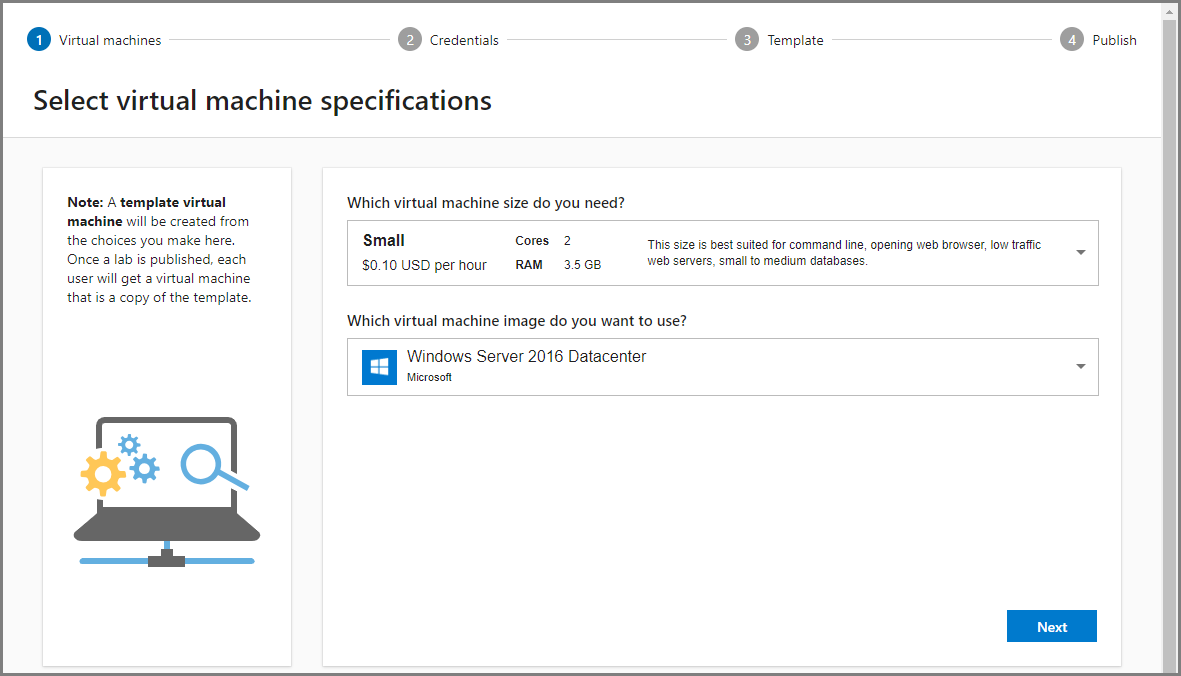 1 Virtual machines 2 Credentials 3 Template 4 Publish
Select virtual machine specifications
Note: A template virtual
machine will be created from
the choices you make here.
Once a lab is published, each
user will get a virtual machine
that is a copy of the template.
Which virtual machine size do you need?
Small Cores 2
$0.10 USD per hour RAM 3.5 GB
This size is best suited for command line, opening web browser, low traffic
web servers, small to medium databases.
Which virtual machine image do you want to use?
Windows Server 2016 Datacenter
Microsoft
Next